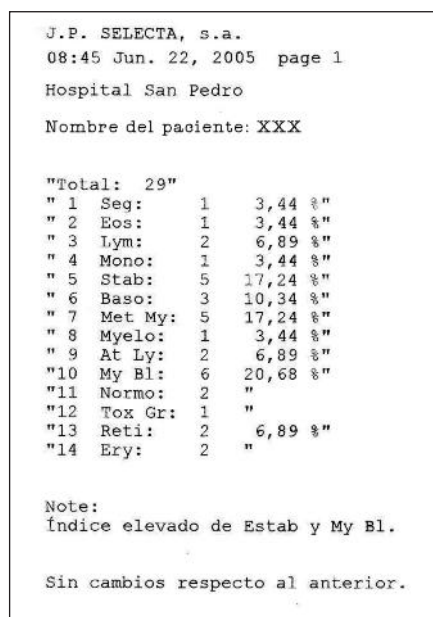 J.P. SELECTA, s.a.
08:45 Jun. 22, 2005 page 1
Hospital San Pedro
Nombre del paciente: XXX
"Total: 29"
" 1 Seg: 1 3,44 %"
" 2 Eos: 1 3,44 %"
" 3 Lym: 2 6,89 %"
" 4 Mono: 1 3,44 %"
" 5 Stab: 5 17,24 %"
" 6 Baso: 3 10,34 %"
" 7 Met My: 5 17,24 %"
" 8 Myelo: 1 3,44 %"
" 9 At Ly: 2 6,89 %"
"10 My Bl: 6 20,68 %"
"11 Normo: 2 "
"12 Tox Gr: 1 "
"13 Reti: 2 6,89 %"
"14 Ery: 2 "
Note:
Índice elevado de Estab y My Bl.
Sin cambios respecto al anterior.